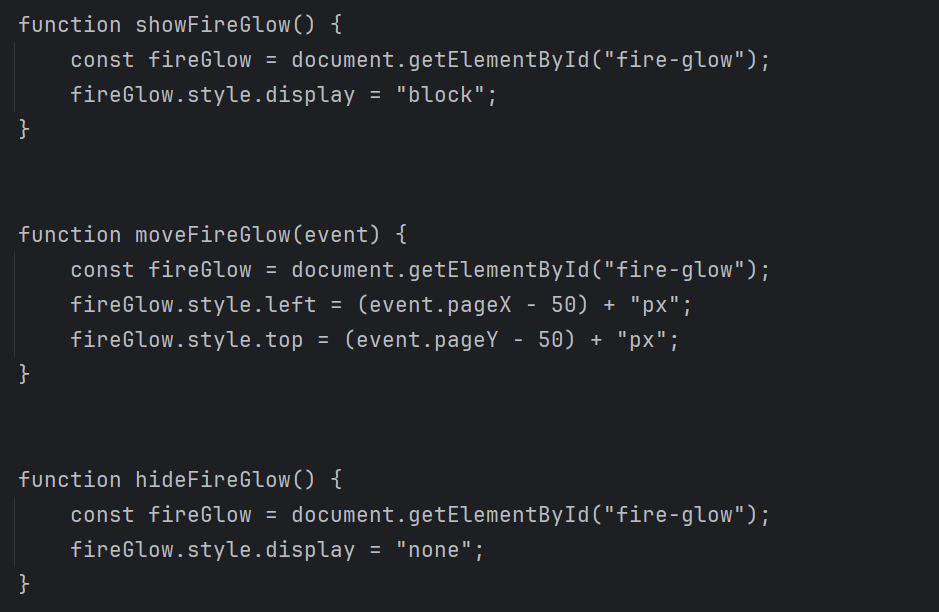 function showFireGlow() {
    const fireGlow = document.getElementById("fire-glow");
    fireGlow.style.display = "block";
}
function moveFireGlow(event) {
    const fireGlow = document.getElementById("fire-glow");
    fireGlow.style.left = (event.pageX - 50) + "px";
    fireGlow.style.top = (event.pageY - 50) + "px";
}
function hideFireGlow() {
    const fireGlow = document.getElementById("fire-glow");
    fireGlow.style.display = "none";
}